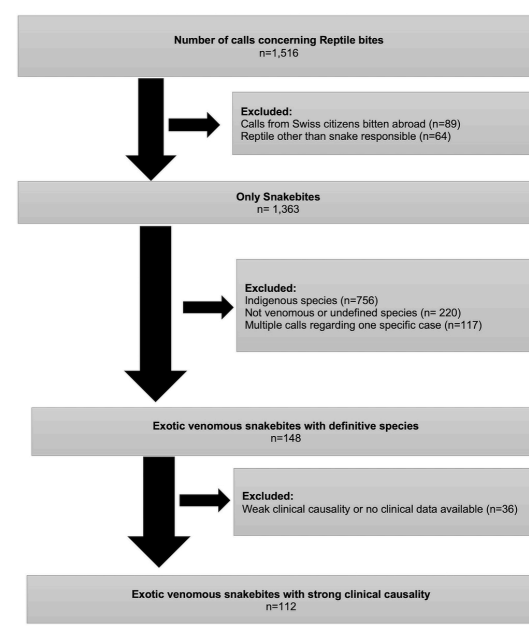 Number of calls concerning Reptile bites
n=1,516
Excluded:
Calls from Swiss citizens bitten abroad (n=89)
Reptile other than snake responsible (n=64)
Only Snakebites
n= 1,363
Excluded:
Indigenous species (n=756)
Not venomous or undefined species (n= 220)
Multiple calls regarding one specific case (n=117)
Exotic venomous snakebites with definitive species
n=148
Excluded:
Weak clinical causality or no clinical data available (n=36)
Exotic venomous snakebites with strong clinical causality
n=112